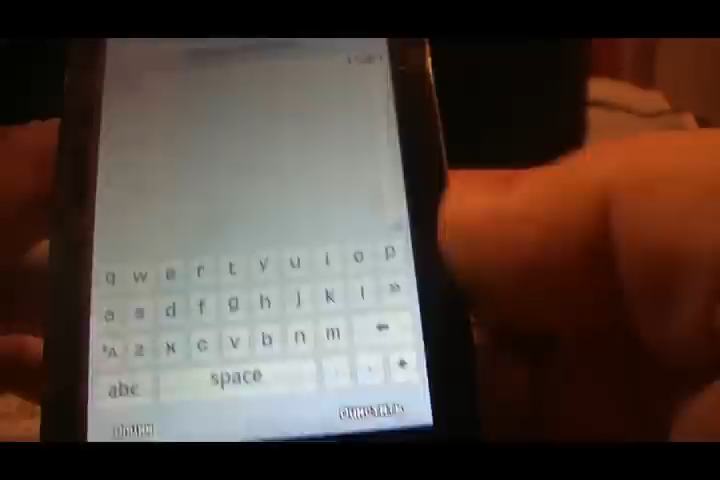 q w e r t y u i o p
a s d f g h j k l »
z x c v b n m
abc space , .